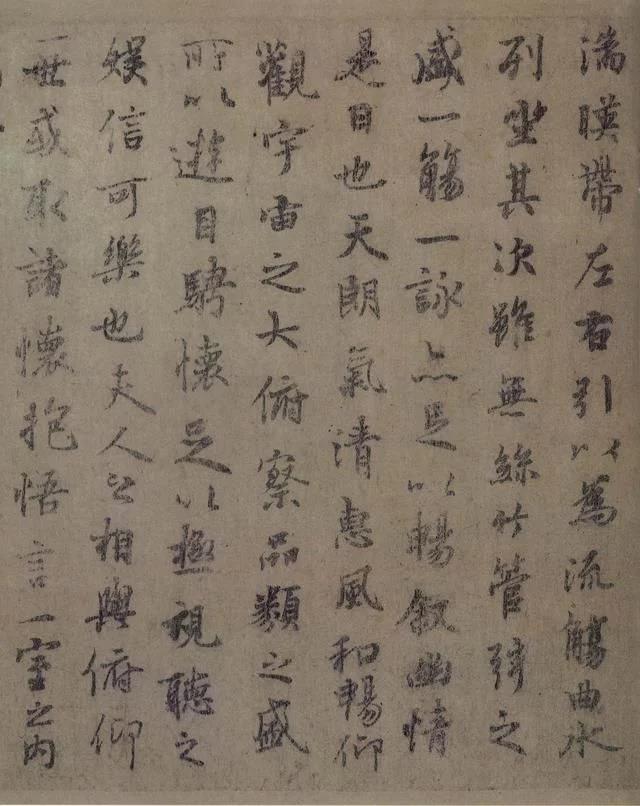 湍暎帶左右引以為流觴曲水
列坐其次雖無絲竹管弦之
盛一觴一詠亦足以暢叙幽情
是日也天朗氣清惠風和暢仰
觀宇宙之大俯察品類之盛
所以遊目騁懷足以極視聽之
娛信可樂也夫人之相與俯仰
一世或取諸懷抱悟言一室之內